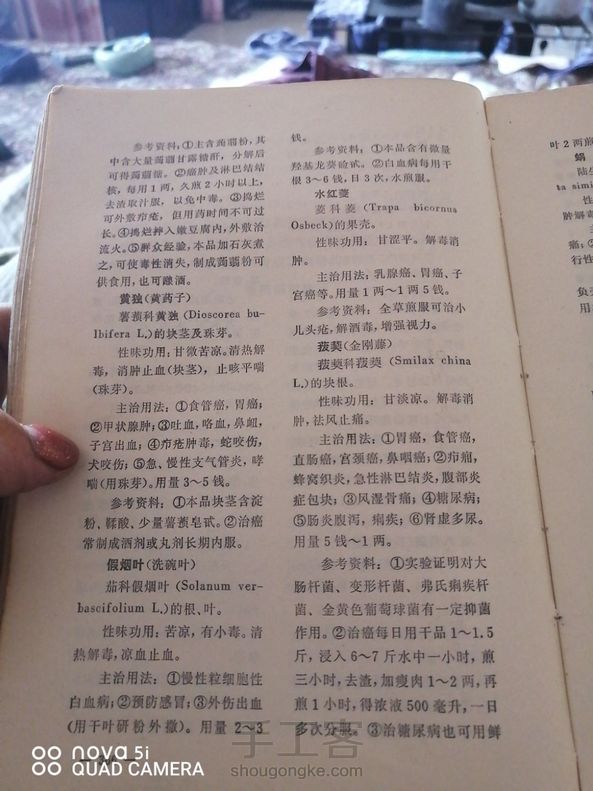 参考资料：①主含蒟蒻粉，其
中含大量蒟蒻甘露糖酐，分解后
可得蒟蒻糖。②癌肿及淋巴结结
核，每用1两，久煎2小时以上，
去渣取汁服，以免中毒。③捣烂
可外敷疖疮，但用药时间不可过
长。④捣烂拌入嫩豆腐内，外敷治
流火。⑤群众经验，本品加石灰煮
之，可使毒性消失，制成蒟蒻粉可
供食用，也可酿酒。
黄独(黄药子)
薯蓣科黄独(Dioscorea bu-
lbifera L.)的块茎及珠芽。
性味功用：甘微苦凉。清热解
毒，消肿止血(块茎)，止咳平喘
(珠芽)。
主治用法：①食管癌，胃癌；
②甲状腺肿；③吐血，咯血，鼻衄，
子宫出血；④疖疮肿毒，蛇咬伤，
犬咬伤；⑤急、慢性支气管炎，哮
喘(用珠芽)。用量3～5钱。
参考资料：①本品块茎含淀
粉、鞣酸、少量薯蓣皂甙。②治癌
常制成酒剂或丸剂长期内服。
假烟叶(洗碗叶)
茄科假烟叶(Solanum ver-
bascifolium L.)的根、叶。
性味功用：苦凉，有小毒。清
热解毒，凉血止血。
主治用法：①慢性粒细胞性
白血病；②预防感冒；③外伤出血
(用干叶研粉外撒)。用量2～3
钱。
参考资料：①本品含有微量
羟基龙葵验甙。②白血病每用干
根3～6钱，日3次，水煎服。
水红菱
菱科菱(Trapa bicornus
Osbeck)的果壳。
性味功用：甘涩平。解毒消
肿。
主治用法：乳腺癌、胃癌、子
宫癌等。用量1两～1两5钱。
参考资料：全草煎服可治小
儿头疮，解酒毒，增强视力。
菝葜(金刚藤)
菝葜科菝葜(Smilax china
L.)的块根。
性味功用：甘淡凉。解毒消
肿，祛风止痛。
主治用法：①胃癌，食管癌，
直肠癌，宫颈癌，鼻咽癌；②疖痈，
蜂窝织炎，急性淋巴结炎，腹部炎
症包块；③风湿骨痛；④糖尿病；
⑤肠炎腹泻，痢疾；⑥肾虚多尿。
用量5钱～1两。
参考资料：①实验证明对大
肠杆菌、变形杆菌、弗氏痢疾杆
菌、金黄色葡萄球菌有一定抑菌
作用。②治癌每日用干品1～1.5
斤，浸入6～7斤水中一小时，煎
三小时，去渣，加瘦肉1～2两，再
煎1小时，得浓液500毫升，一日
多次分服。③治糖尿病也可用鲜
叶2两煎
蜗
陆生
ta simi
肿解毒
癌；②
行性
负
用
nova 5i
QUAD CAMERA
手工客
shougongke.com